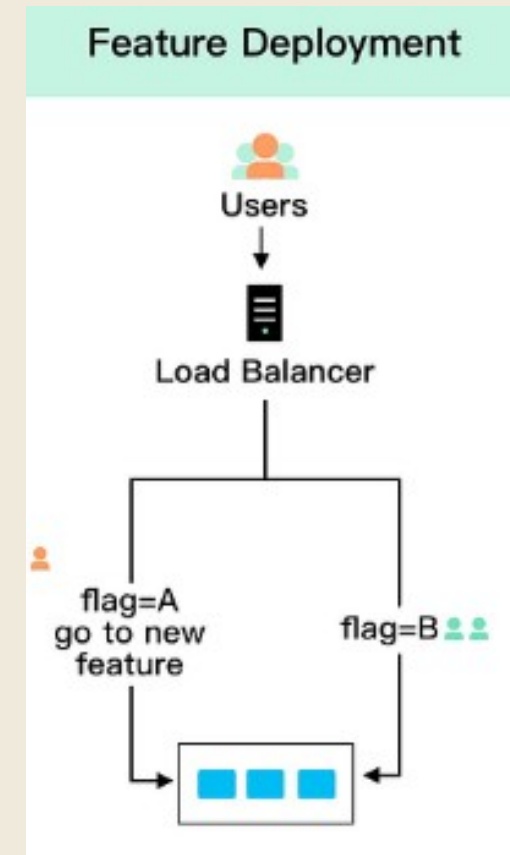 Feature Deployment
Users
Load Balancer
flag=A
go to new
feature
flag=B